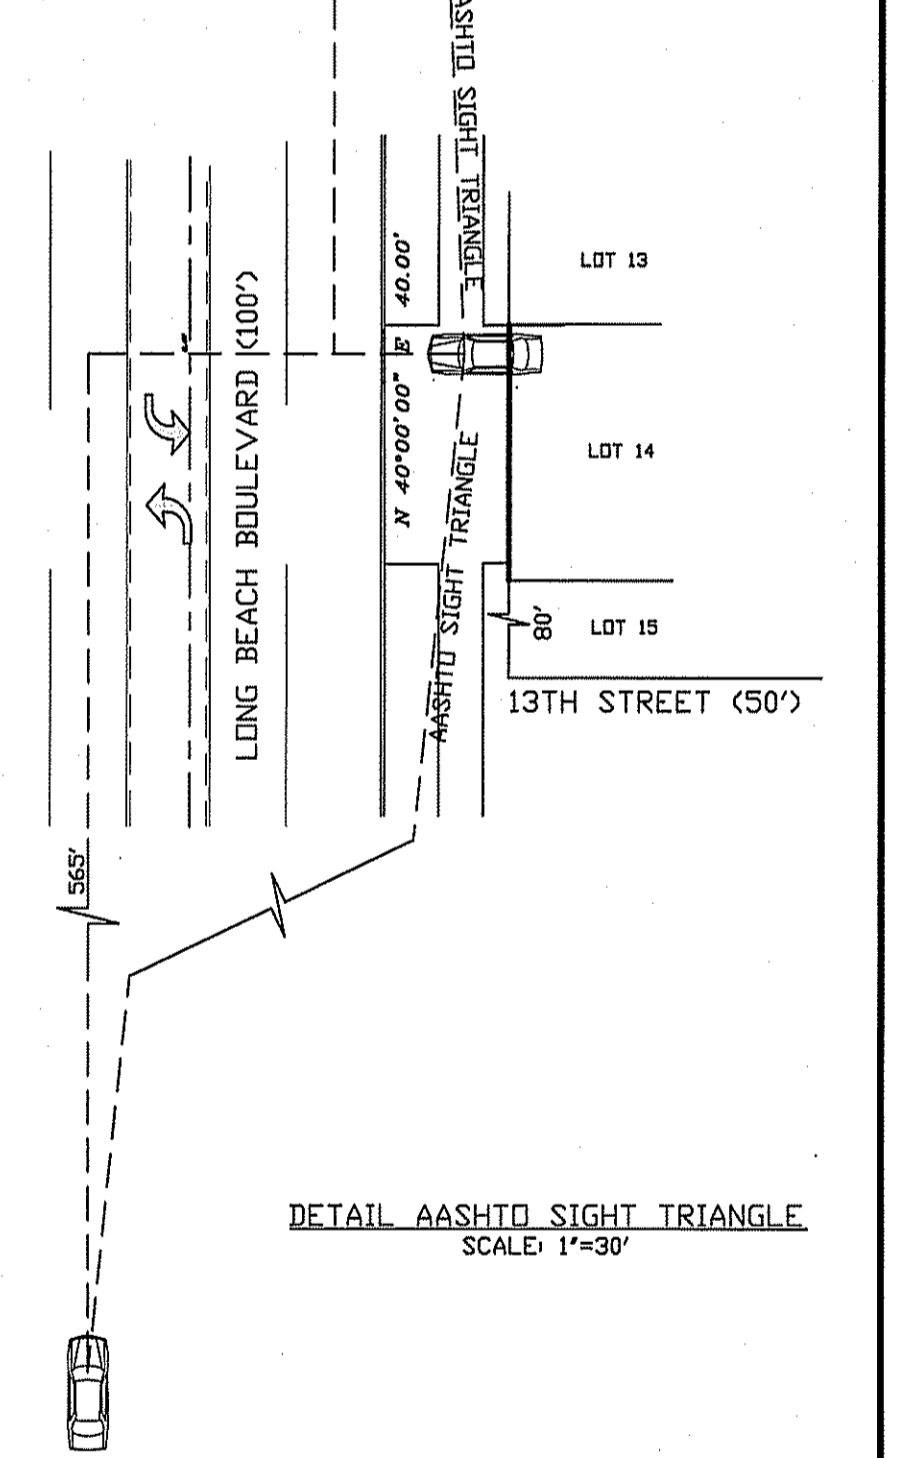 ASHTO SIGHT TRIANGLE
LOT 13
N 40°00'00" E 40.00'
LONG BEACH BOULEVARD (100')
LOT 14
AASHTO SIGHT TRIANGLE
80'
LOT 15
13TH STREET (50')
565'
DETAIL AASHTO SIGHT TRIANGLE
SCALE: 1"=30'